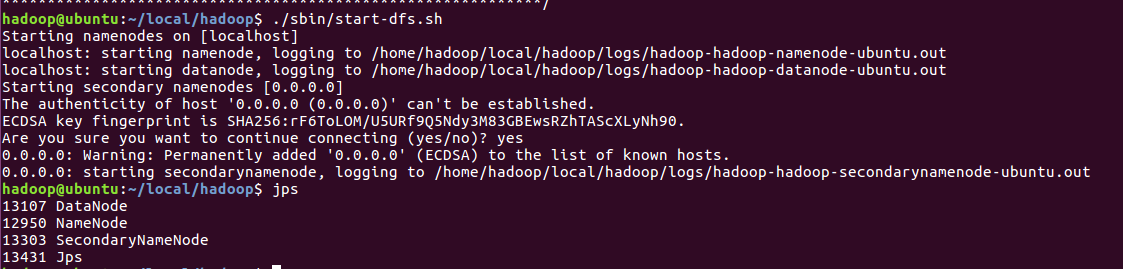 hadoop@ubuntu:~/local/hadoop$ ./sbin/start-dfs.sh
Starting namenodes on [localhost]
localhost: starting namenode, logging to /home/hadoop/local/hadoop/logs/hadoop-hadoop-namenode-ubuntu.out
localhost: starting datanode, logging to /home/hadoop/local/hadoop/logs/hadoop-hadoop-datanode-ubuntu.out
Starting secondary namenodes [0.0.0.0]
The authenticity of host '0.0.0.0 (0.0.0.0)' can't be established.
ECDSA key fingerprint is SHA256:rF6ToLOM/U5URf9Q5Ndy3M83GBEwsRZhTAScXLyNh90.
Are you sure you want to continue connecting (yes/no)? yes
0.0.0.0: Warning: Permanently added '0.0.0.0' (ECDSA) to the list of known hosts.
0.0.0.0: starting secondarynamenode, logging to /home/hadoop/local/hadoop/logs/hadoop-hadoop-secondarynamenode-ubuntu.out
hadoop@ubuntu:~/local/hadoop$ jps
13107 DataNode
12950 NameNode
13303 SecondaryNameNode
13431 Jps